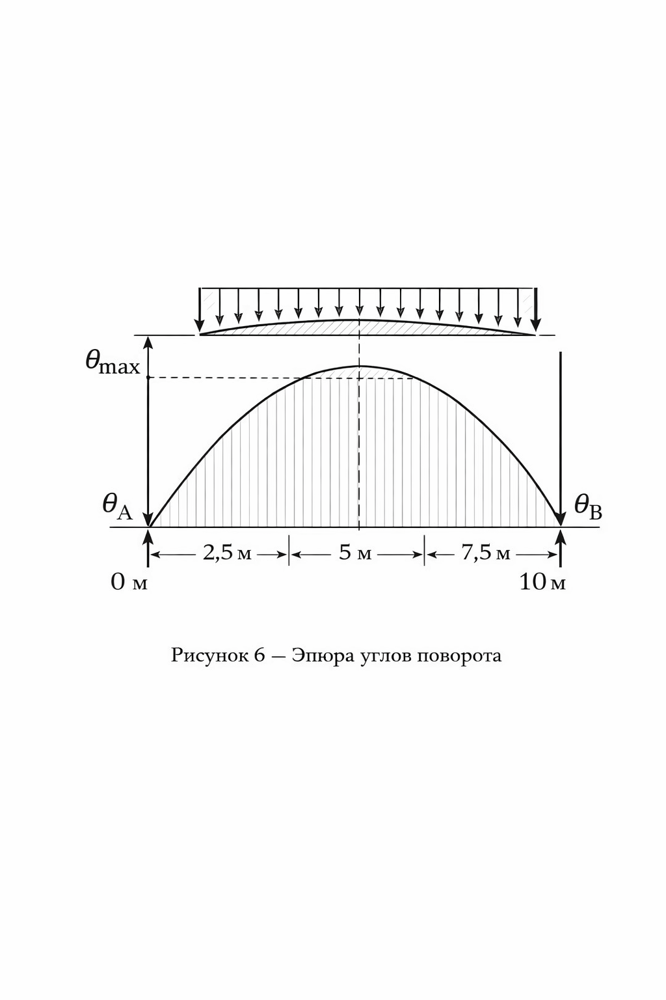 θmax
θA
θB
2,5 м 5 м 7,5 м
0 м 10 м
Рисунок 6 — Эпюра углов поворота